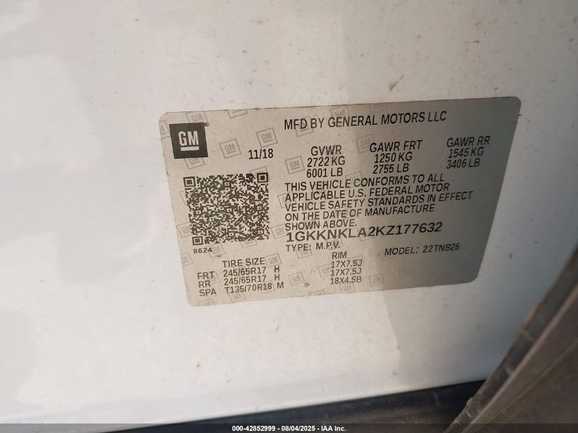 GM
MFD BY GENERAL MOTORS LLC
11/18
GVWR GAWR FRT GAWR RR
2722 KG 1250 KG 1545 KG
6001 LB 2755 LB 3406 LB
THIS VEHICLE CONFORMS TO ALL
APPLICABLE U.S. FEDERAL MOTOR
VEHICLE SAFETY STANDARDS IN EFFECT
ON THE DATE OF MANUFACTURE
SHOWN ABOVE.
1GKKNKLA2KZ177632
8624
TYPE: M.P.V. MODEL: 22TNB26
TIRE SIZE RIM
FRT 245/65R17 H 17X7.5J
RR 245/65R17 H 17X7.5J
SPA T135/70R18 M 18X4.5B
000-42852999 - 08/04/2025 - IAA Inc.